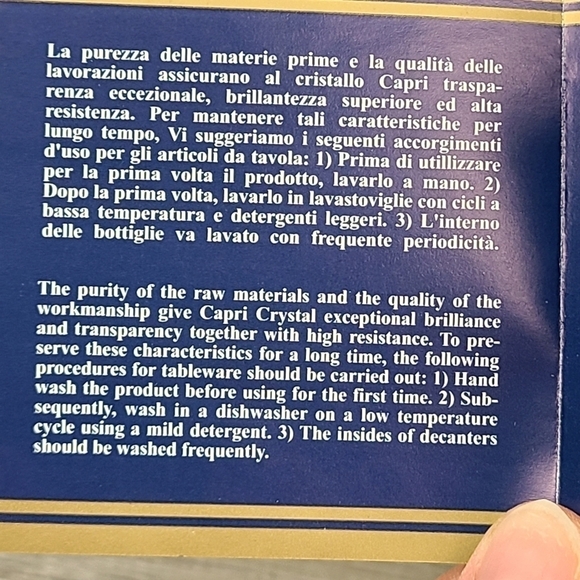 La purezza delle materie prime e la qualità delle
lavorazioni assicurano al cristallo Capri traspa-
renza eccezionale, brillantezza superiore ed alta
resistenza. Per mantenere tali caratteristiche per
lungo tempo, Vi suggeriamo i seguenti accorgimenti
d'uso per gli articoli da tavola: 1) Prima di utillizzare
per la prima volta il prodotto, lavarlo a mano. 2)
Dopo la prima volta, lavarlo in lavastoviglie con cicli a
bassa temperatura e detergenti leggeri. 3) L'interno
delle bottiglie va lavato con frequente periodicità.
The purity of the raw materials and the quality of the
workmanship give Capri Crystal exceptional brilliance
and transparency together with high resistance. To pre-
serve these characteristics for a long time, the following
procedures for tableware should be carried out: 1) Hand
wash the product before using for the first time. 2) Sub-
sequently, wash in a dishwasher on a low temperature
cycle using a mild detergent. 3) The insides of decanters
should be washed frequently.